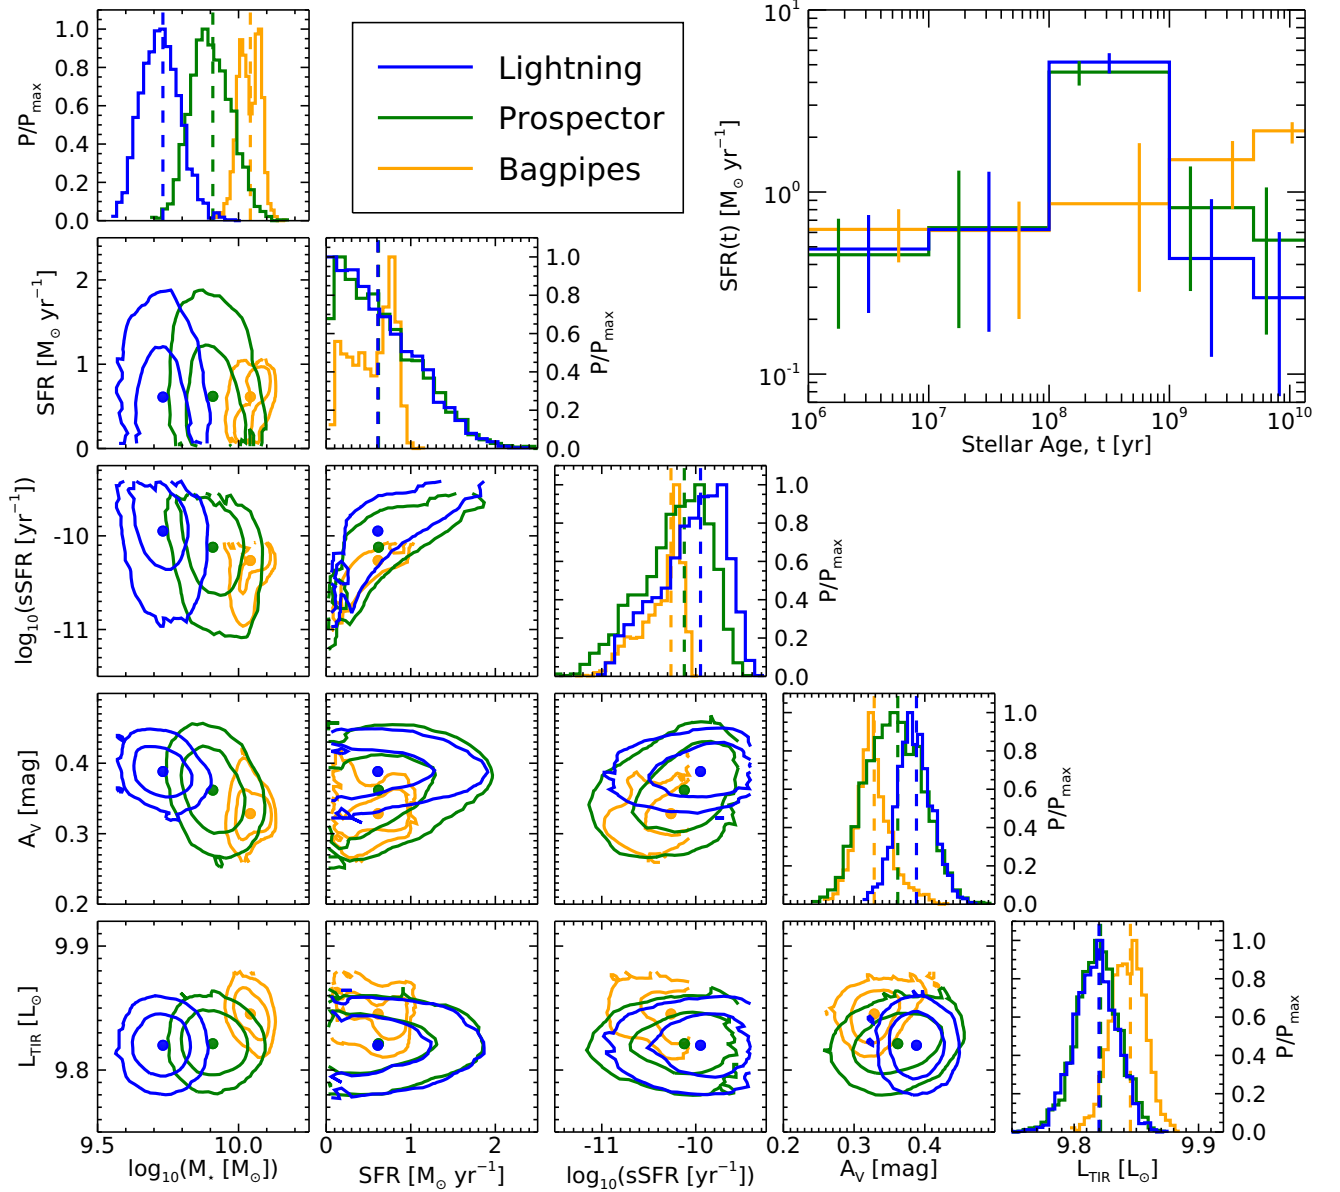 1.0
0.8
0.6
0.4
0.2
0.0
P/P_max
Lightning
Prospector
Bagpipes
10^1
10^0
10^-1
SFR(t) [M_⊙ yr^-1]
10^6 10^7 10^8 10^9 10^10
Stellar Age, t [yr]
2
1
0
SFR [M_⊙ yr^-1]
1.0
0.8
0.6
0.4
0.2
0.0
P/P_max
-10
-11
log_10(sSFR [yr^-1])
1.0
0.8
0.6
0.4
0.2
0.0
P/P_max
0.4
0.3
0.2
A_V [mag]
1.0
0.8
0.6
0.4
0.2
0.0
P/P_max
9.9
9.8
L_TIR [L_⊙]
1.0
0.8
0.6
0.4
0.2
0.0
P/P_max
9.5 10.0
log_10(M_⋆ [M_⊙])
0 1 2
SFR [M_⊙ yr^-1]
-11 -10
log_10(sSFR [yr^-1])
0.2 0.3 0.4
A_V [mag]
9.8 9.9
L_TIR [L_⊙]